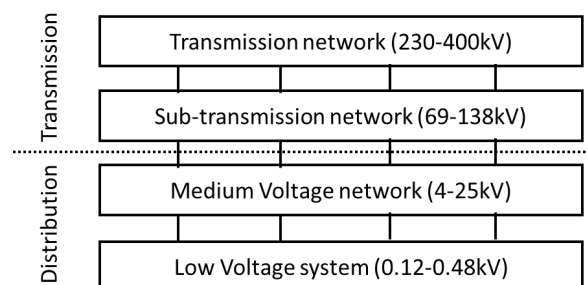 Transmission
Transmission network (230-400kV)
Sub-transmission network (69-138kV)
Distribution
Medium Voltage network (4-25kV)
Low Voltage system (0.12-0.48kV)